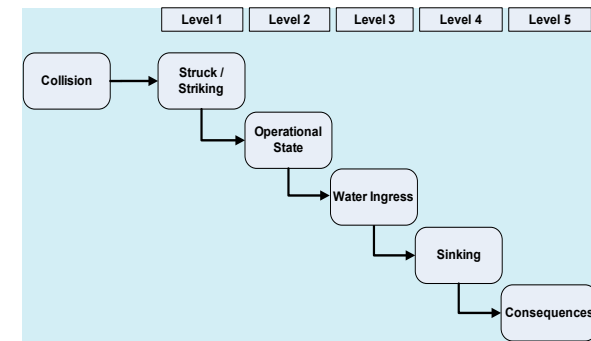 Level 1 Level 2 Level 3 Level 4 Level 5
Collision
Struck /
Striking
Operational
State
Water Ingress
Sinking
Consequences